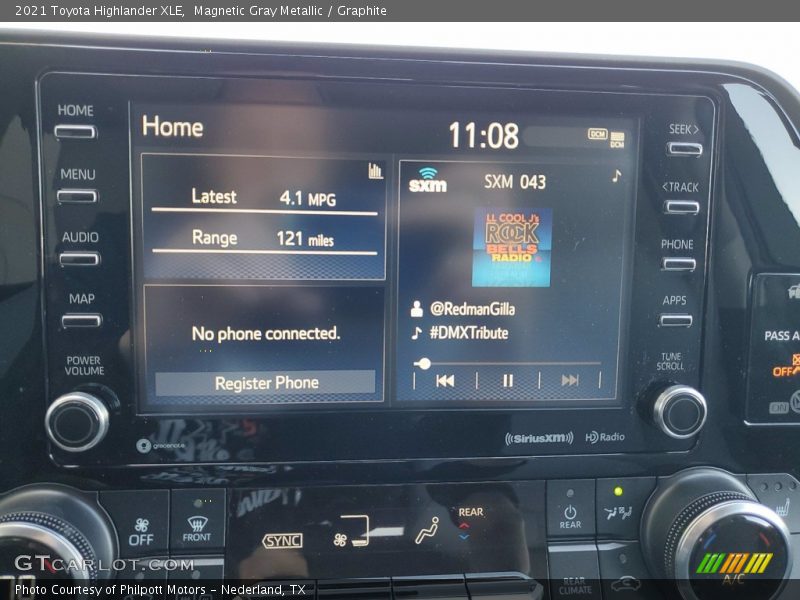 2021 Toyota Highlander XLE,  Magnetic Gray Metallic / Graphite
HOME
MENU
AUDIO
MAP
POWER
VOLUME
Home
11:08
DCM
DCM
Latest 4.1 MPG
Range 121 miles
No phone connected.
Register Phone
sxm
SXM 043
LL COOL J's
ROCK
THE
BELLS
RADIO
@RedmanGilla
#DMXTribute
SEEK>
<TRACK
PHONE
APPS
TUNE
SCROLL
gracenote
((SiriusXM))
HD Radio
PASS A
OFF
OFF
FRONT
SYNC
REAR
REAR
REAR
CLIMATE
A/C
GTCARLOT.COM
Photo Courtesy of Philpott Motors - Nederland, TX